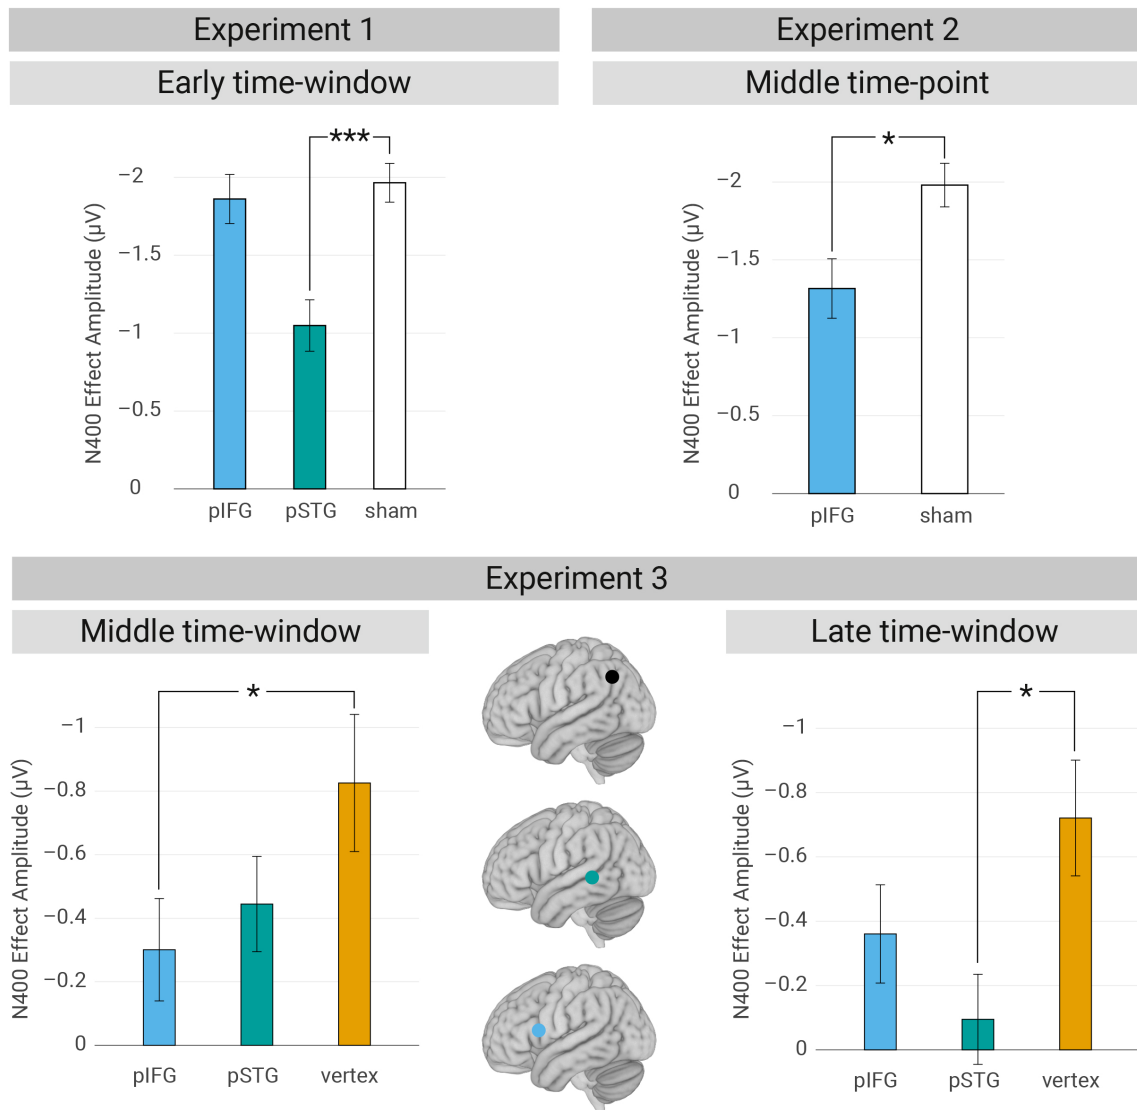 Experiment 1
Early time-window
***
N400 Effect Amplitude (µV)
−2
−1.5
−1
−0.5
0
pIFG pSTG sham
Experiment 2
Middle time-point
*
N400 Effect Amplitude (µV)
−2
−1.5
−1
−0.5
0
pIFG sham
Experiment 3
Middle time-window
*
N400 Effect Amplitude (µV)
−1
−0.8
−0.6
−0.4
−0.2
0
pIFG pSTG vertex
Late time-window
*
N400 Effect Amplitude (µV)
−1
−0.8
−0.6
−0.4
−0.2
0
pIFG pSTG vertex